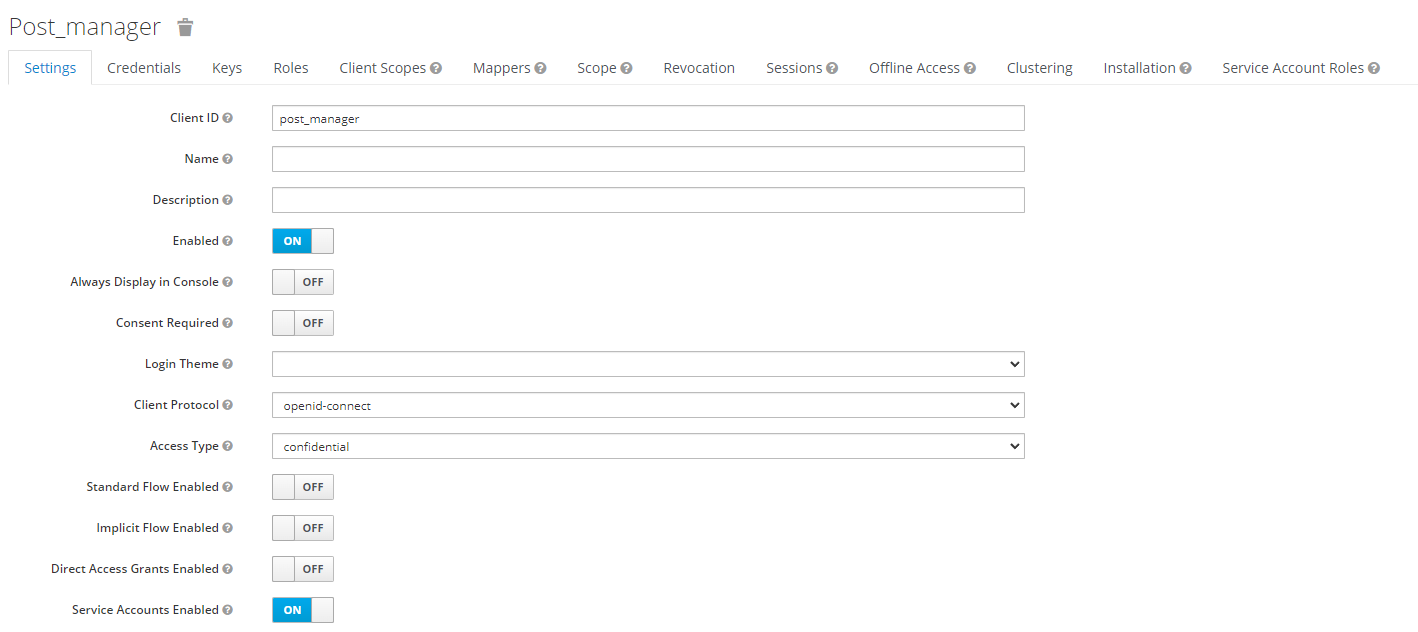 Post_manager
Settings Credentials Keys Roles Client Scopes Mappers Scope Revocation Sessions Offline Access Clustering Installation Service Account Roles
Client ID post_manager
Name
Description
Enabled ON
Always Display in Console OFF
Consent Required OFF
Login Theme
Client Protocol openid-connect
Access Type confidential
Standard Flow Enabled OFF
Implicit Flow Enabled OFF
Direct Access Grants Enabled OFF
Service Accounts Enabled ON